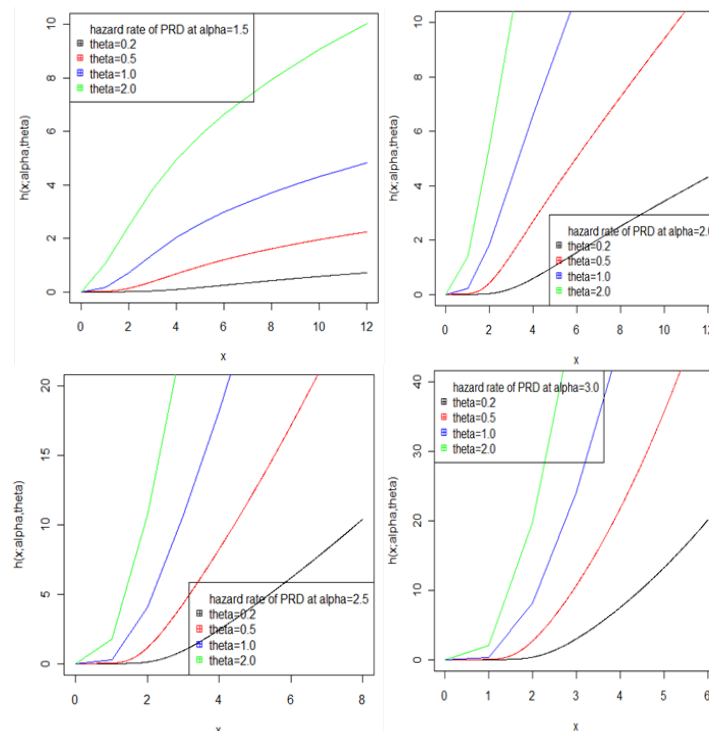 hazard rate of PRD at alpha=1.5
theta=0.2
theta=0.5
theta=1.0
theta=2.0
h(x;alpha,theta)
0 2 4 6 8 10
0 2 4 6 8 10 12
x
hazard rate of PRD at alpha=2.0
theta=0.2
theta=0.5
theta=1.0
theta=2.0
h(x;alpha,theta)
0 2 4 6 8 10
0 2 4 6 8 10 12
x
hazard rate of PRD at alpha=2.5
theta=0.2
theta=0.5
theta=1.0
theta=2.0
h(x;alpha,theta)
0 5 10 15 20
0 2 4 6 8
x
hazard rate of PRD at alpha=3.0
theta=0.2
theta=0.5
theta=1.0
theta=2.0
h(x;alpha,theta)
0 10 20 30 40
0 1 2 3 4 5 6
x